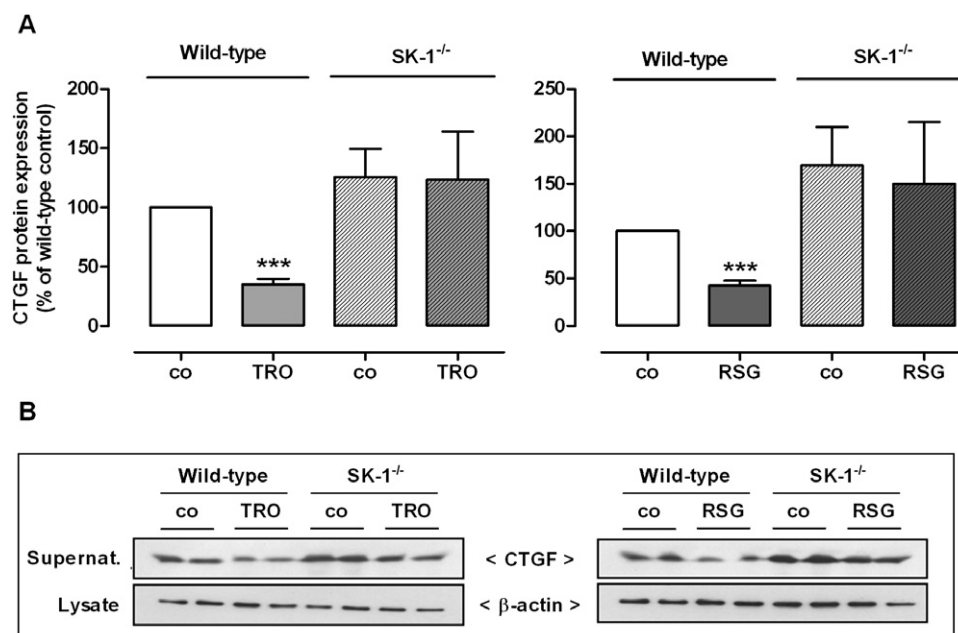 A
Wild-type SK-1-/-
CTGF protein expression
(% of wild-type control)
200
150
100
50
0
***
co TRO co TRO
Wild-type SK-1-/-
250
200
150
100
50
0
***
co RSG co RSG
B
Wild-type SK-1-/- Wild-type SK-1-/-
co TRO co TRO co RSG co RSG
Supernat. < CTGF >
Lysate < β-actin >